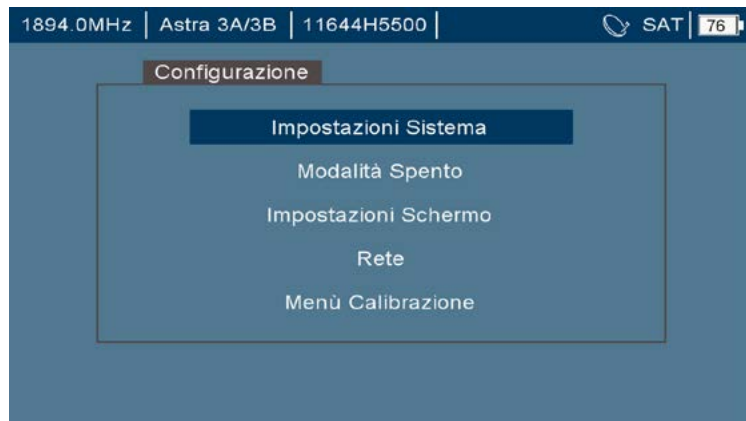 1894.0MHz | Astra 3A/3B | 11644H5500 | SAT | 76
Configurazione
Impostazioni Sistema
Modalità Spento
Impostazioni Schermo
Rete
Menù Calibrazione